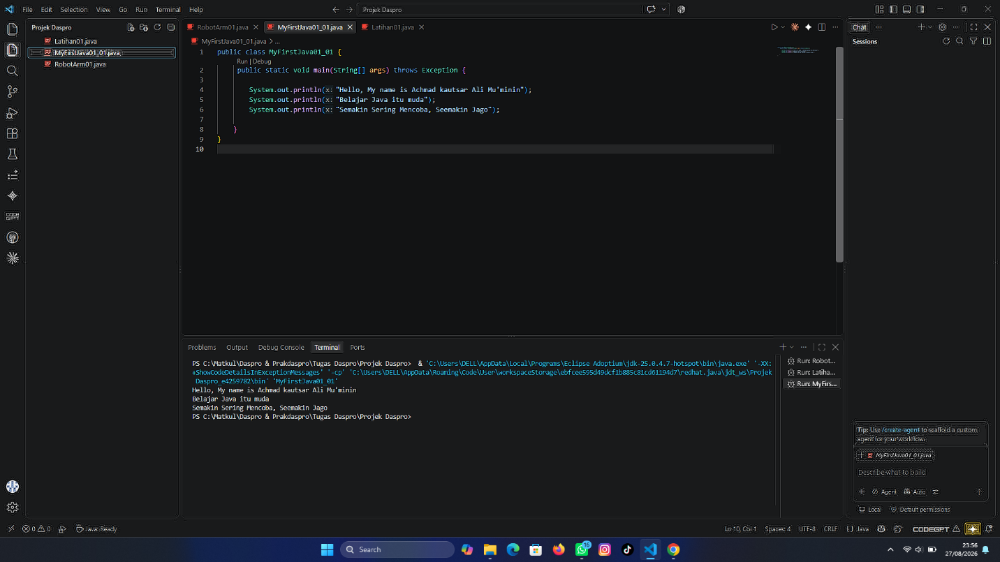 File Edit Selection View Go Run Terminal Help
Projek Daspro
Projek Daspro
Latihan01.java
MyFirstJava01_01.java
RobotArm01.java
RobotArm01.java
MyFirstJava01_01.java
Latihan01.java
MyFirstJava01_01.java > ...
1 public class MyFirstJava01_01 {
Run | Debug
2 public static void main(String[] args) throws Exception {
3
4 System.out.println(x: "Hello, My name is Achmad kautsar Ali Mu'minin");
5 System.out.println(x: "Belajar Java itu muda");
6 System.out.println(x: "Semakin Sering Mencoba, Seemakin Jago");
7
8 }
9 }
10
Problems Output Debug Console Terminal Ports
PS C:\Matkul\Daspro & Prakdaspro\Tugas Daspro\Projek Daspro> & 'C:\Users\DELL\AppData\Local\Programs\Eclipse Adoptium\jdk-25.0.4.7-hotspot\bin\java.exe' '-XX:
+ShowCodeDetailsInExceptionMessages' '-cp' 'C:\Users\DELL\AppData\Roaming\Code\User\workspaceStorage\ebfcee595d49dcf1b885c81cd61194d7\redhat.java\jdt_ws\Projek
Daspro_e4259782\bin' 'MyFirstJava01_01'
Hello, My name is Achmad kautsar Ali Mu'minin
Belajar Java itu muda
Semakin Sering Mencoba, Seemakin Jago
PS C:\Matkul\Daspro & Prakdaspro\Tugas Daspro\Projek Daspro>
Run: Robot...
Run: Latiha...
Run: MyFirs...
Chat
Sessions
Tip: Use /create-agent to scaffold a custom
agent for your workflow.
MyFirstJava01_01.java
Describe what to build
Agent Auto
Local Default permissions
0 0 Java: Ready
Ln 10, Col 1 Spaces: 4 UTF-8 CRLF {} Java CODEGPT
Search
16
23:56
27/08/2026